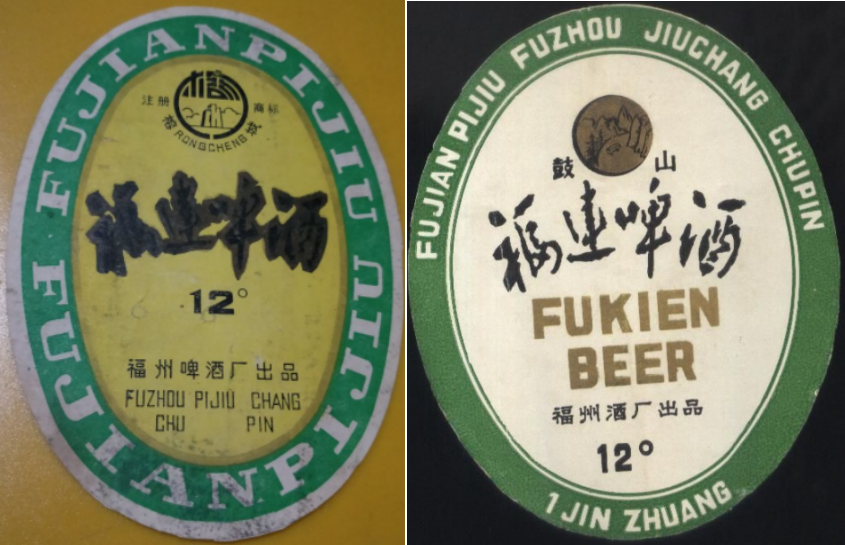 FUJIANPIJIU
注册 商标
榕 RONGCHENG 城
福建啤酒
12°
福州啤酒厂出品
FUZHOU PIJIU CHANG
CHU PIN
FUJIANPIJIU
FUJIAN PIJIU FUZHOU JIUCHANG CHUPIN
鼓 山
福建啤酒
FUKIEN
BEER
福州酒厂出品
12°
1 JIN ZHUANG